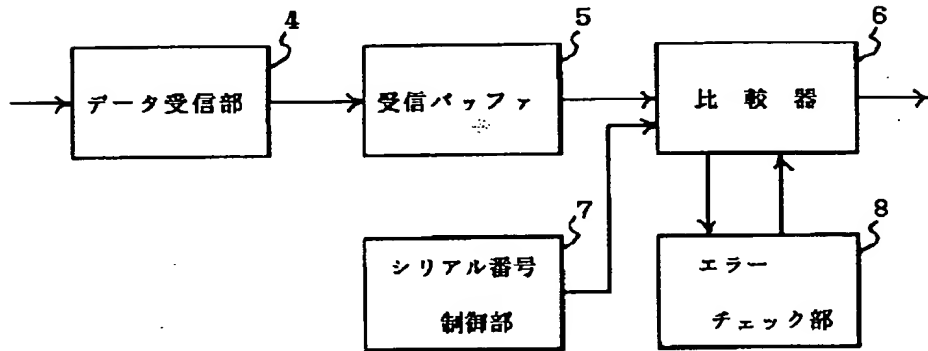 4
5
6
データ受信部
受信バッファ
比較器
7
8
シリアル番号
制御部
エラー
チェック部